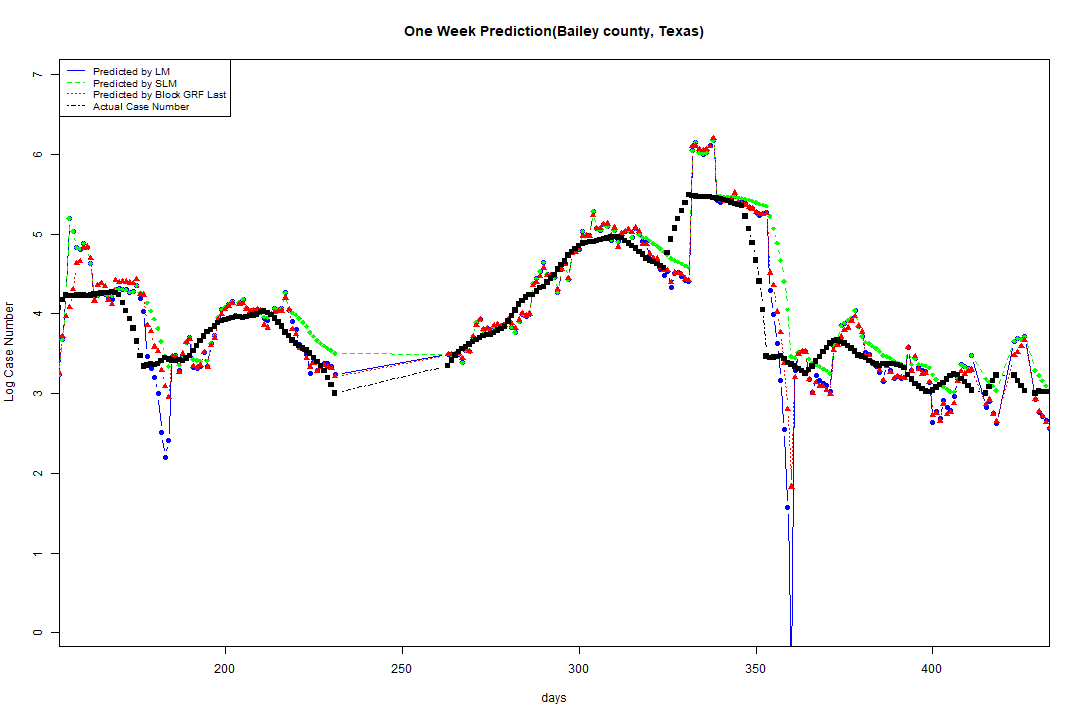 One Week Prediction(Bailey county, Texas)
Predicted by LM
Predicted by SLM
Predicted by Block GRF Last
Actual Case Number
7
6
5
4
3
2
1
0
Log Case Number
200 250 300 350 400
days